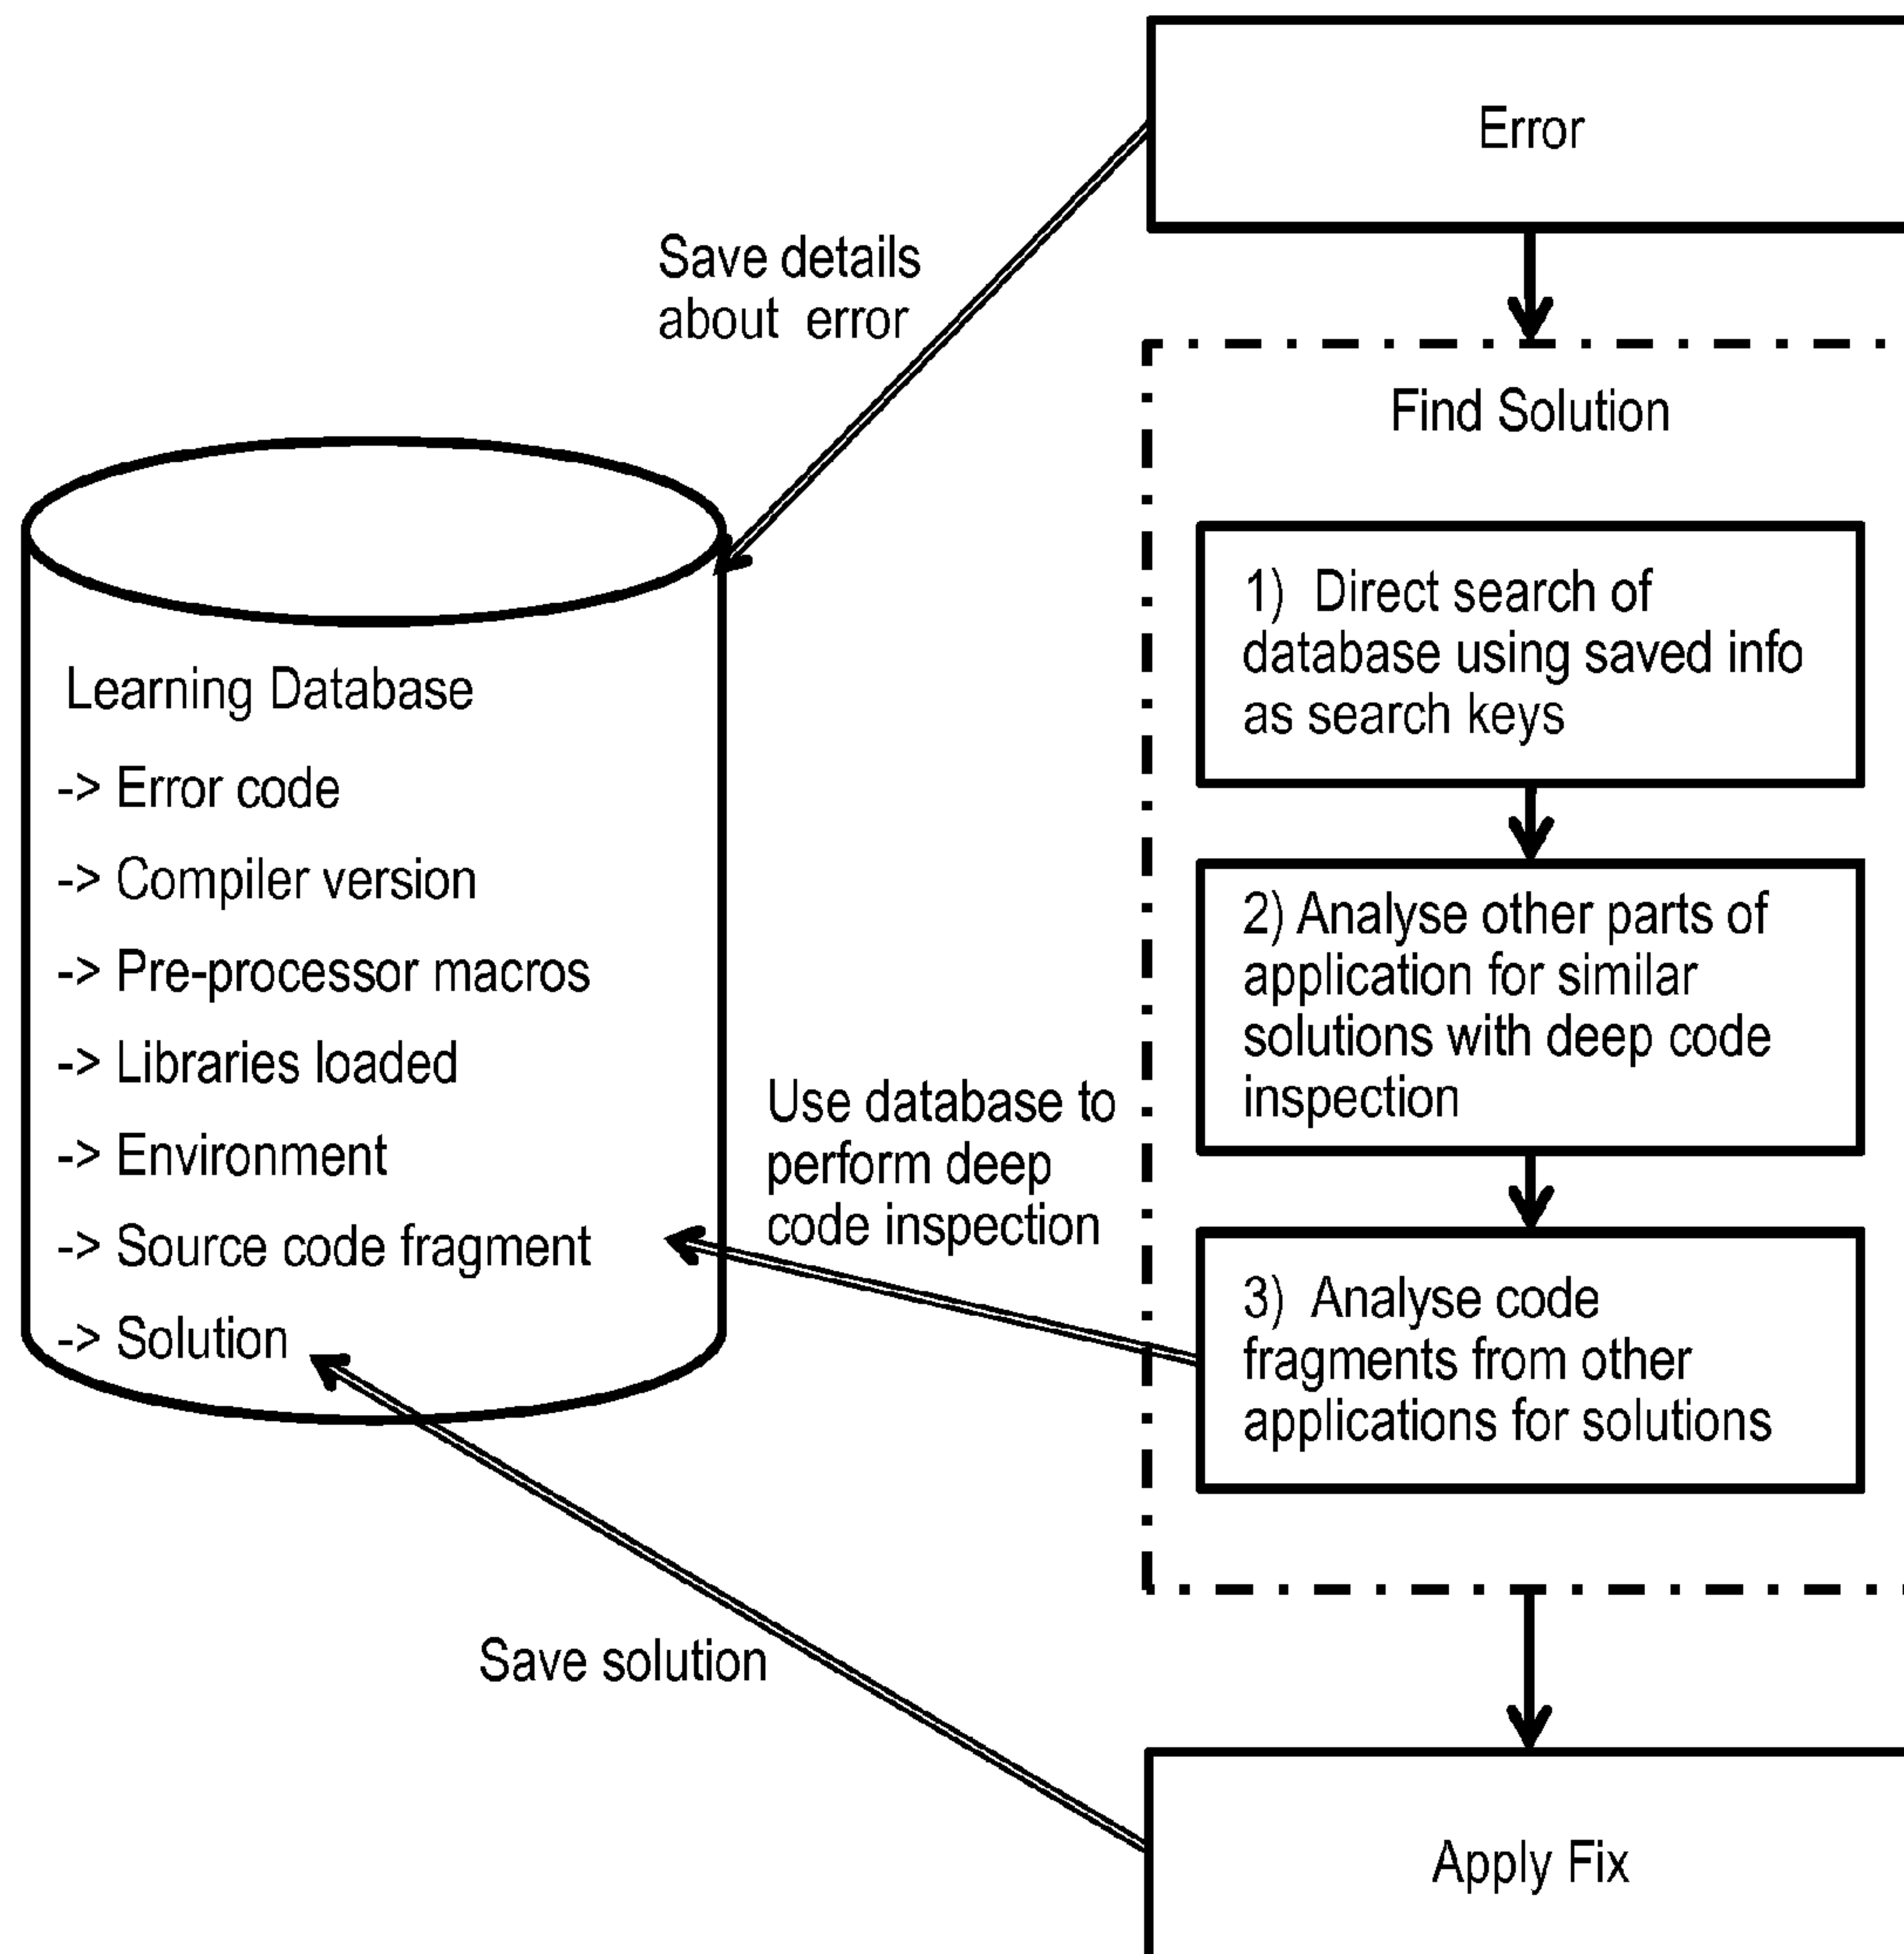 Error
Save details
about error
Find Solution
1) Direct search of
database using saved info
as search keys
Learning Database
-> Error code
-> Compiler version
-> Pre-processor macros
-> Libraries loaded
-> Environment
-> Source code fragment
-> Solution
2) Analyse other parts of
application for similar
solutions with deep code
inspection
Use database to
perform deep
code inspection
3) Analyse code
fragments from other
applications for solutions
Save solution
Apply Fix